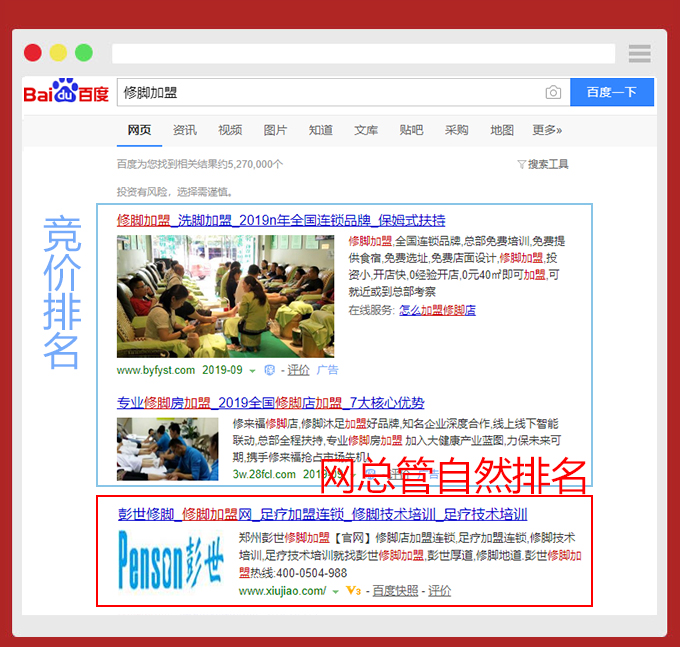 Bai du 百度
修脚加盟
百度一下
网页 资讯 视频 图片 知道 文库 贴吧 采购 地图 更多»
百度为您找到相关结果约5,270,000个
搜索工具
投资有风险，选择需谨慎。
竞价排名
修脚加盟_洗脚加盟_2019n年全国连锁品牌_保姆式扶持
修脚加盟,全国连锁品牌,总部免费培训,免费提
供食宿,免费选址,免费店面设计,修脚加盟,投
资小,开店快,0经验开店,0元40㎡即可加盟,可
就近或到总部考察
在线服务: 怎么加盟修脚店
www.byfyst.com 2019-09 - 评价 广告
专业修脚房加盟_2019全国修脚店加盟_7大核心优势
修来福修脚店,修脚沐足加盟好品牌,知名企业深度合作,线上线下智能
联动,总部全程扶持,专业修脚房加盟 加入大健康产业蓝图,力保未来可
期,携手修来福抢占市场先机!
3w.28fcl.com 2019-09 - 评价 广告
网总管自然排名
彭世修脚_修脚加盟网_足疗加盟连锁_修脚技术培训_足疗技术培训
Penson彭世
郑州彭世修脚加盟【官网】修脚店加盟连锁,足疗加盟连锁,修脚技术
培训,足疗技术培训就找彭世修脚加盟,彭世厚道,修脚地道.彭世修脚加
盟热线:400-0504-988
www.xiujiao.com/ V3 - 百度快照 - 评价